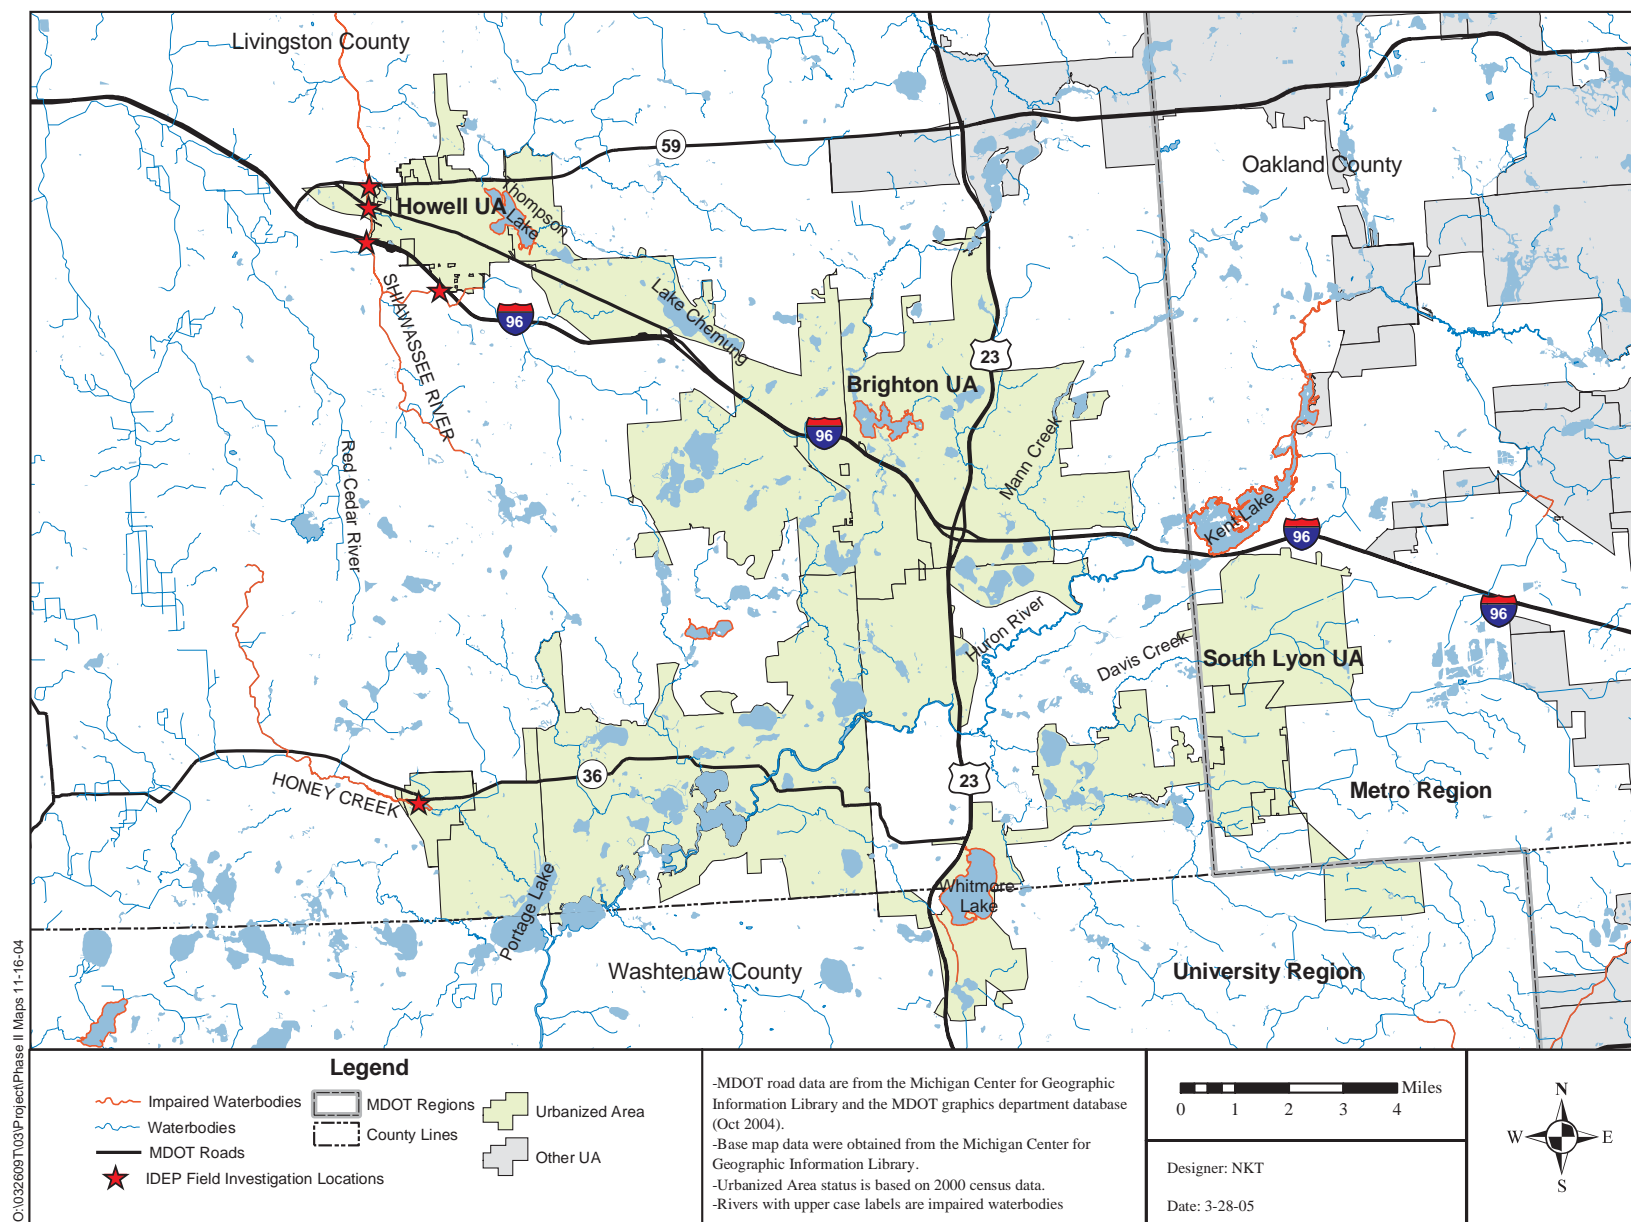 Livingston County
59
Oakland County
Howell UA
Thompson
Lake
SHIAWASSEE RIVER
96
Lake Chemung
23
Brighton UA
96
Mann Creek
Red Cedar River
Kent Lake
96
96
Huron River
Davis Creek
South Lyon UA
HONEY CREEK
36
23
Metro Region
Portage Lake
Whitmore
Lake
Washtenaw County
University Region
O:\032609T\03\Project\Phase II Maps 11-16-04
Legend
Impaired Waterbodies
Waterbodies
MDOT Roads
IDEP Field Investigation Locations
MDOT Regions
County Lines
Urbanized Area
Other UA
-MDOT road data are from the Michigan Center for Geographic
Information Library and the MDOT graphics department database
(Oct 2004).
-Base map data were obtained from the Michigan Center for
Geographic Information Library.
-Urbanized Area status is based on 2000 census data.
-Rivers with upper case labels are impaired waterbodies
Miles
0 1 2 3 4
Designer: NKT
Date: 3-28-05
N
W E
S